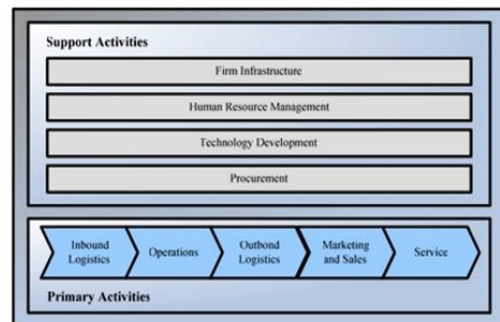 Support Activities
Firm Infrastructure
Human Resource Management
Technology Development
Procurement
Inbound
Logistics
Operations
Outbond
Logistics
Marketing
and Sales
Service
Primary Activities